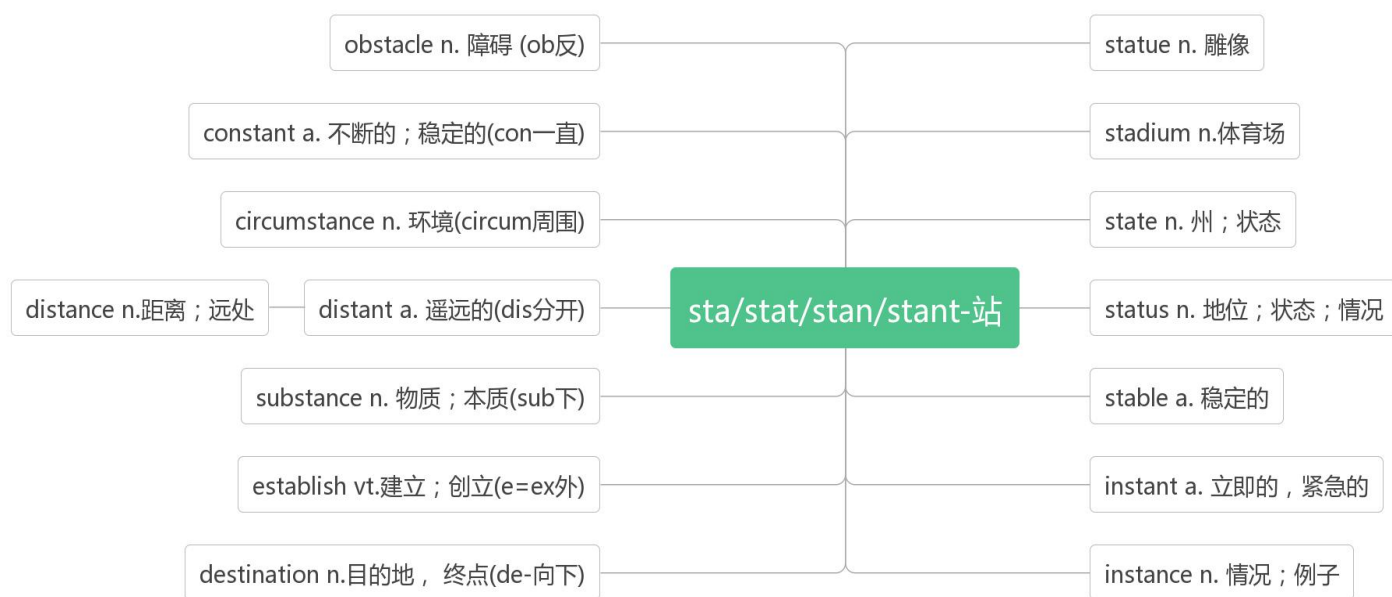 obstacle n. 障碍 (ob反)
constant a. 不断的；稳定的(con一直)
circumstance n. 环境(circum周围)
distance n.距离；远处
distant a. 遥远的(dis分开)
substance n. 物质；本质(sub下)
establish vt.建立；创立(e=ex外)
destination n.目的地， 终点(de-向下)
sta/stat/stan/stant-站
statue n. 雕像
stadium n.体育场
state n. 州；状态
status n. 地位；状态；情况
stable a. 稳定的
instant a. 立即的，紧急的
instance n. 情况；例子